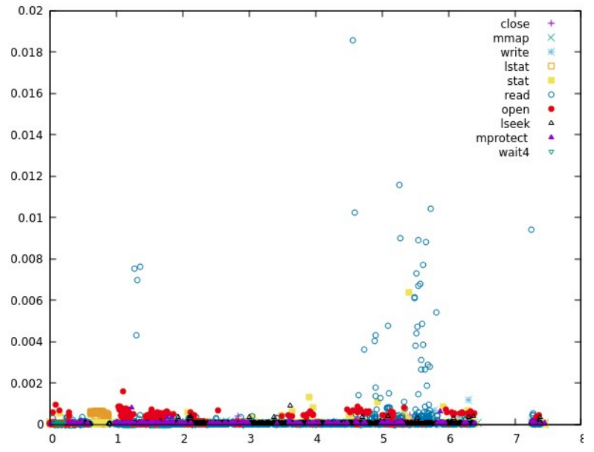 0.02
0.018
0.016
0.014
0.012
0.01
0.008
0.006
0.004
0.002
0
0 1 2 3 4 5 6 7 8
close
mmap
write
lstat
stat
read
open
lseek
mprotect
wait4